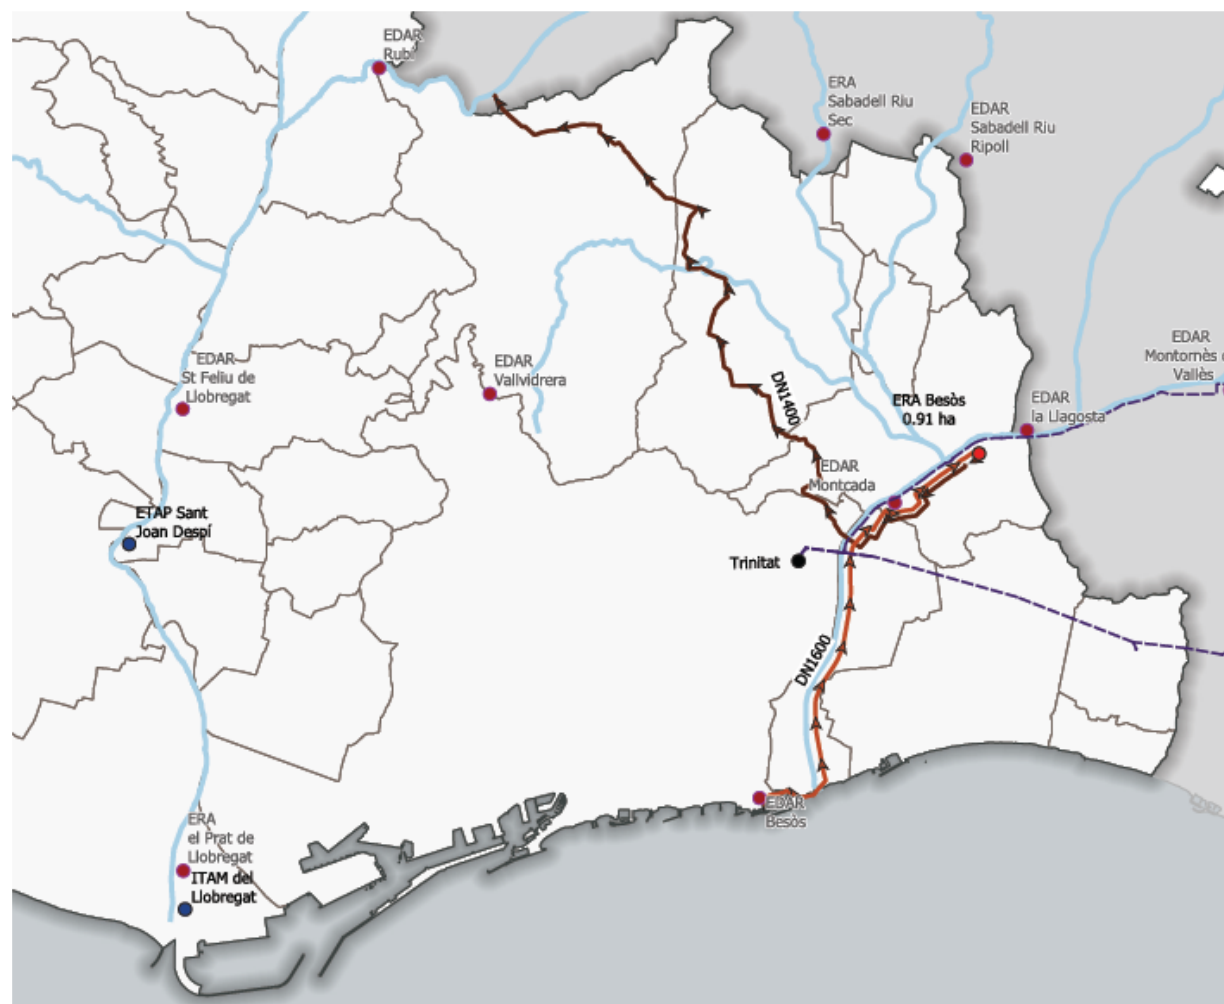 EDAR
Rubí
ERA
Sabadell Riu
Sec
EDAR
Sabadell Riu
Ripoll
EDAR
Montornès
Vallès
EDAR
St Feliu de
Llobregat
EDAR
Vallvidrera
DN1400
ERA Besòs
0.91 ha
EDAR
la Llagosta
EDAR
Montcada
ETAP Sant
Joan Despí
Trinitat
DN1600
EDAR
Besòs
ERA
el Prat de
Llobregat
ITAM del
Llobregat